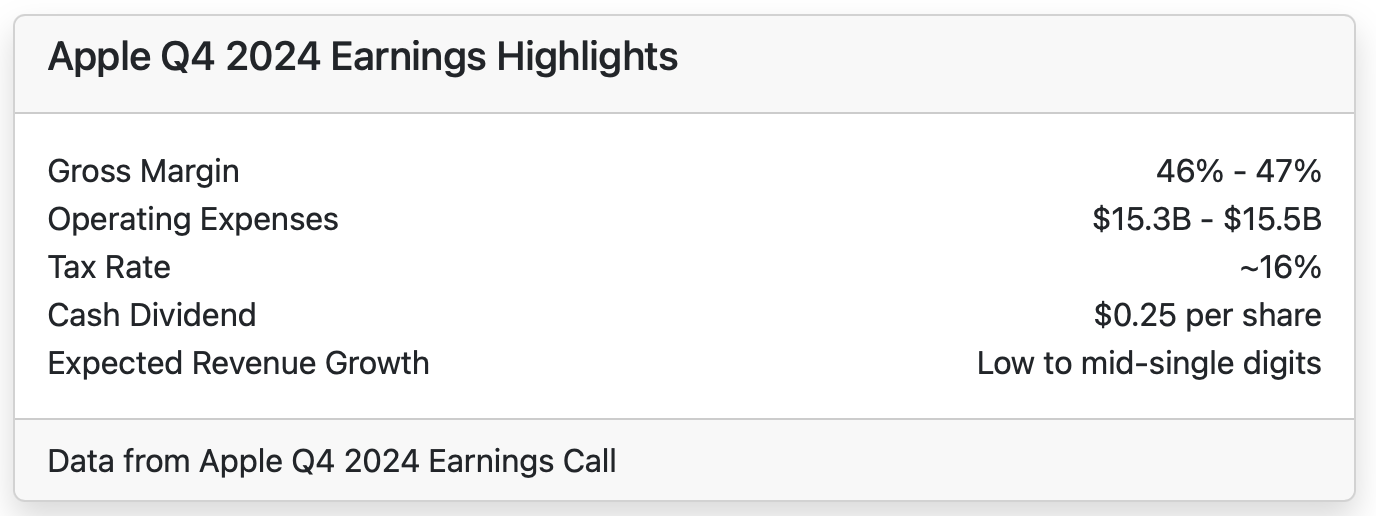 Apple Q4 2024 Earnings Highlights
Gross Margin 46% - 47%
Operating Expenses $15.3B - $15.5B
Tax Rate ~16%
Cash Dividend $0.25 per share
Expected Revenue Growth Low to mid-single digits
Data from Apple Q4 2024 Earnings Call